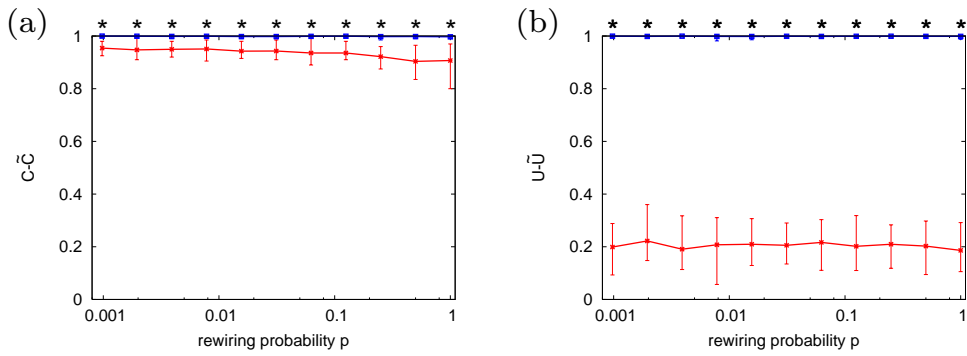 (a)
* * * * * * * * * * *
1
0.8
0.6
0.4
0.2
0
C-C̃
0.001 0.01 0.1 1
rewiring probability p
(b)
* * * * * * * * * * *
1
0.8
0.6
0.4
0.2
0
U-Ũ
0.001 0.01 0.1 1
rewiring probability p